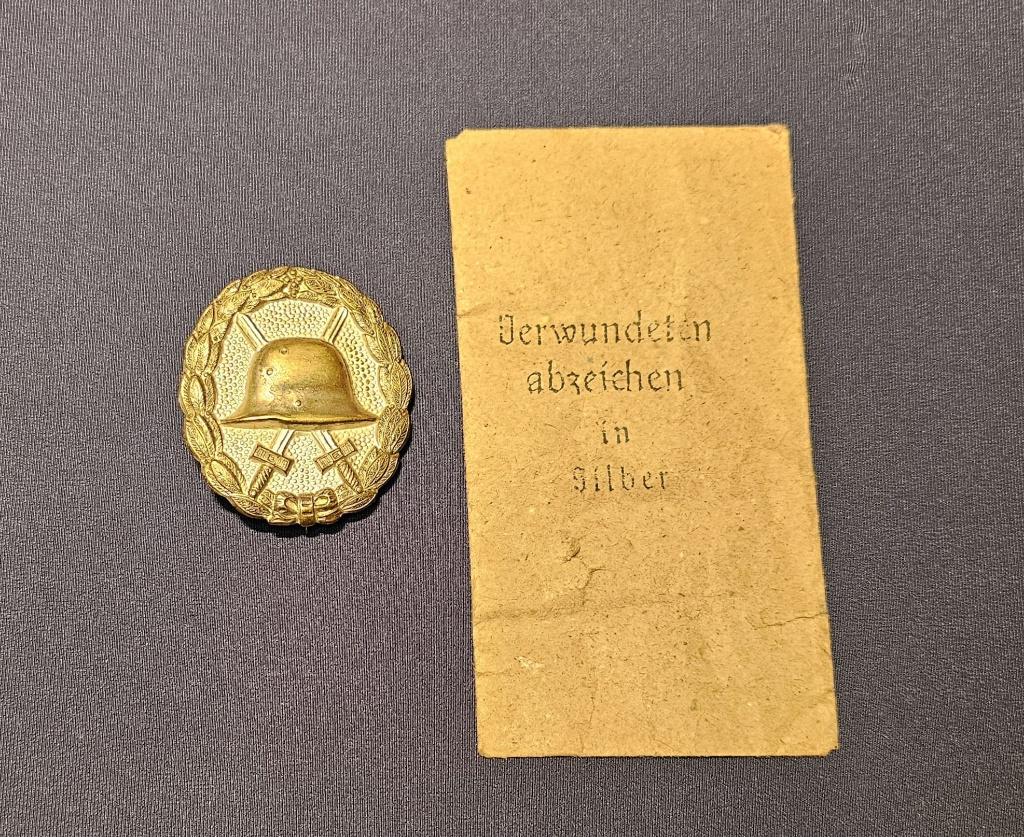 Verwundeten
abzeichen
in
Silber